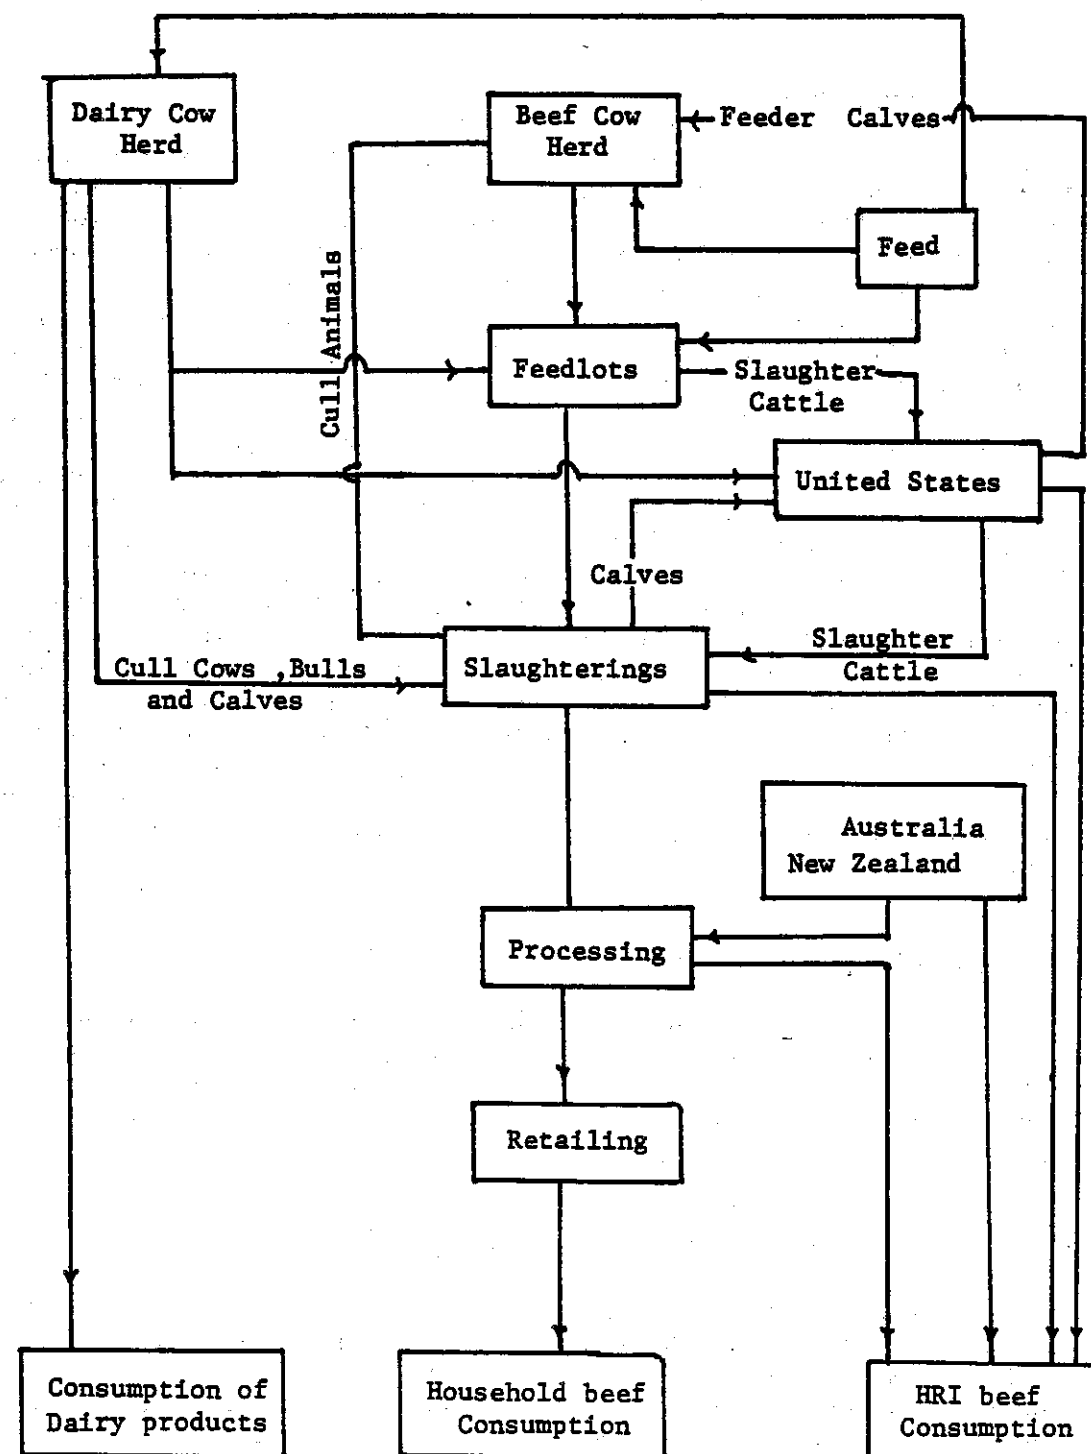 Dairy Cow
Herd
Beef Cow
Herd
Feeder Calves
Feed
Cull Animals
Feedlots
Slaughter
Cattle
United States
Calves
Slaughterings
Slaughter
Cattle
Cull Cows ,Bulls
and Calves
Australia
New Zealand
Processing
Retailing
Consumption of
Dairy products
Household beef
Consumption
HRI beef
Consumption